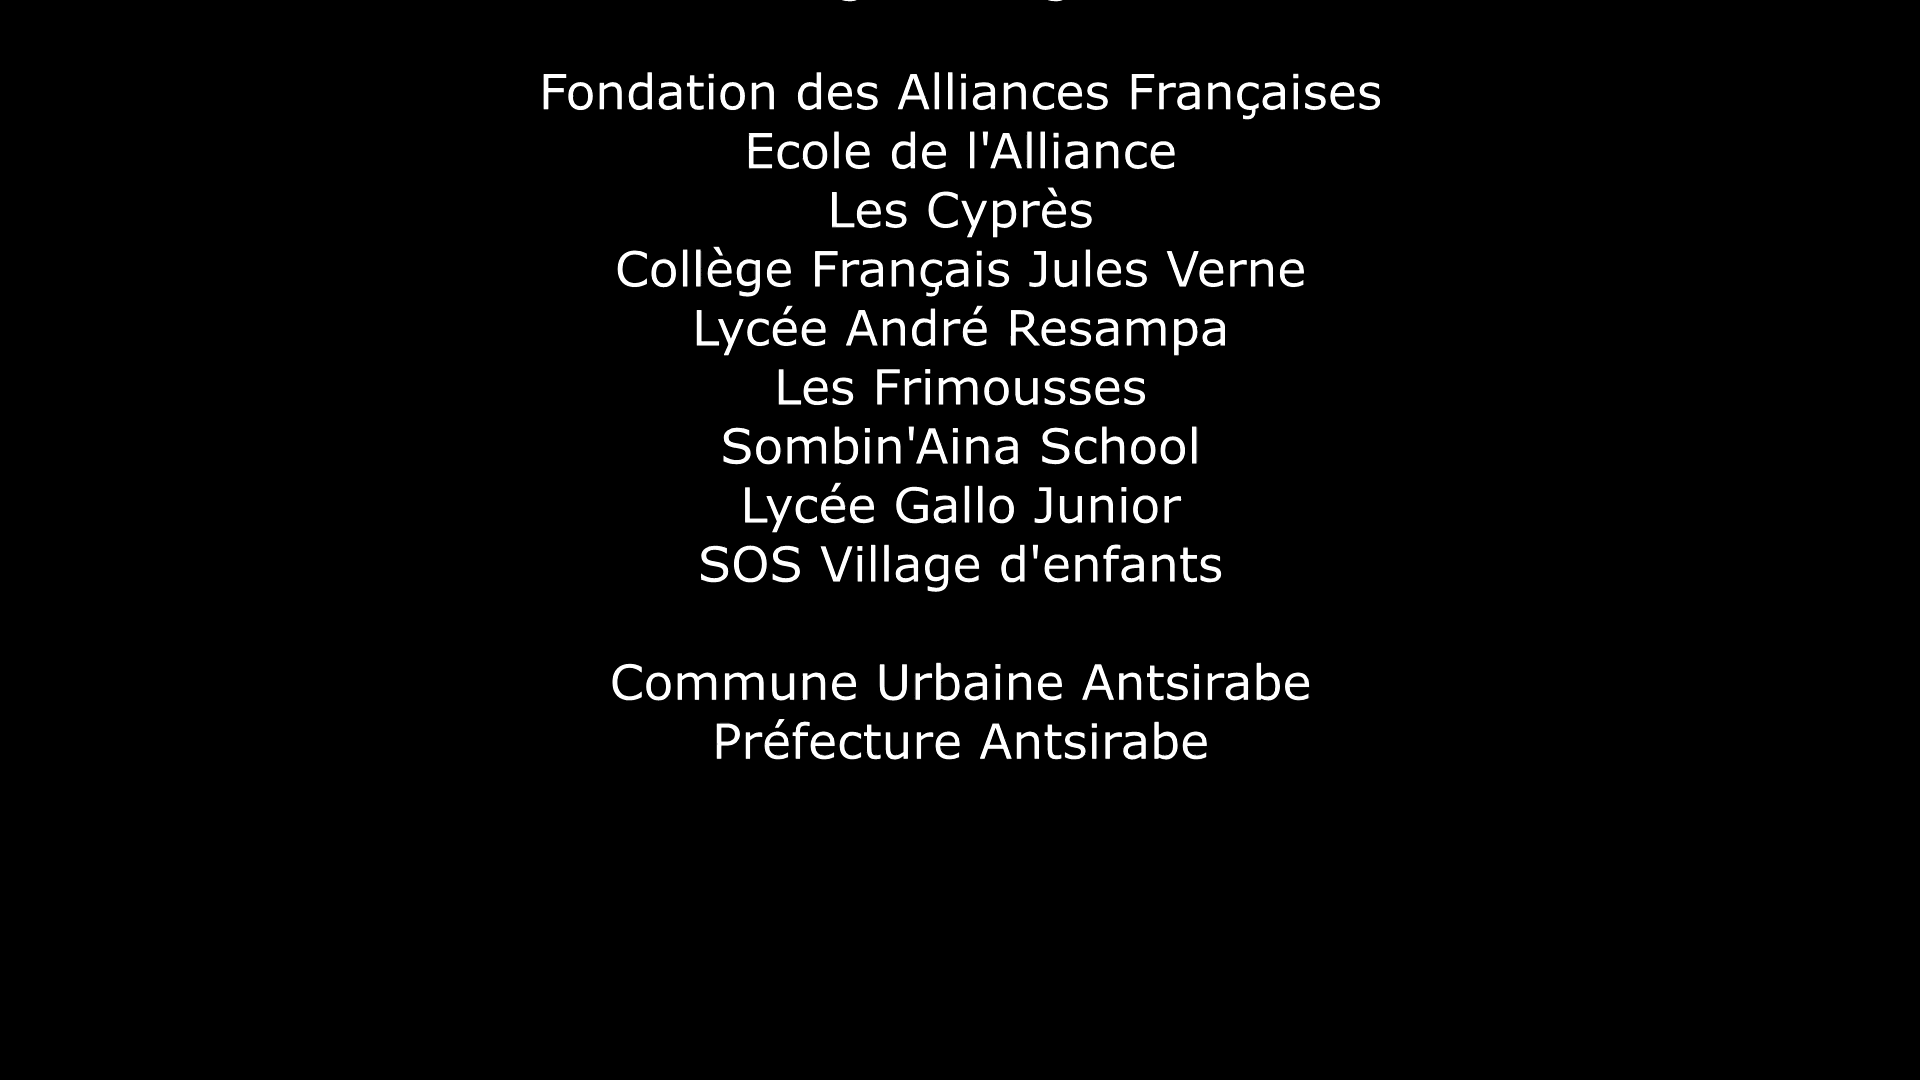 Fondation des Alliances Françaises
Ecole de l'Alliance
Les Cyprès
Collège Français Jules Verne
Lycée André Resampa
Les Frimousses
Sombin'Aina School
Lycée Gallo Junior
SOS Village d'enfants
Commune Urbaine Antsirabe
Préfecture Antsirabe